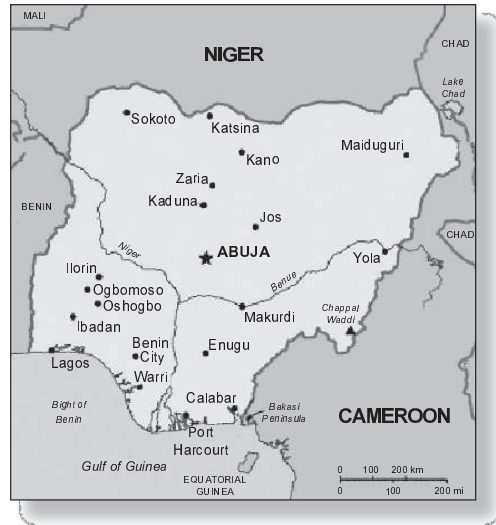 MALI
NIGER
CHAD
Lake
Chad
Sokoto
Katsina
Kano
Maiduguri
Zaria
Kaduna
BENIN
Jos
CHAD
Niger
ABUJA
Yola
Ilorin
Benue
Ogbomoso
Oshogbo
Chappal
Waddi
Makurdi
Ibadan
Benin
City
Enugu
Lagos
Warri
Calabar
Bight of
Benin
Bakasi
Peninsula
CAMEROON
Port
Harcourt
Gulf of Guinea
EQUATORIAL
GUINEA
0 100 200 km
0 100 200 mi